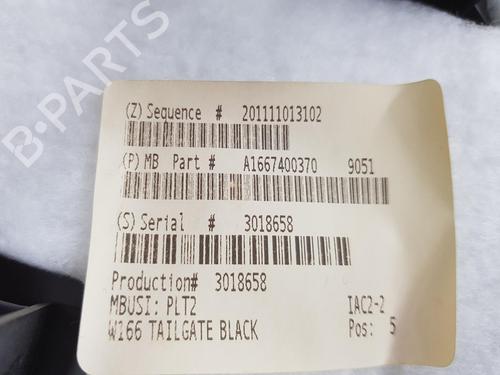 B-PARTS
(Z) Sequence # 201111013102
(P) MB Part # A1667400370 9051
(S) Serial # 3018658
Production# 3018658
MBUSI: PLT2 IAC2-2
W166 TAILGATE BLACK Pos: 5